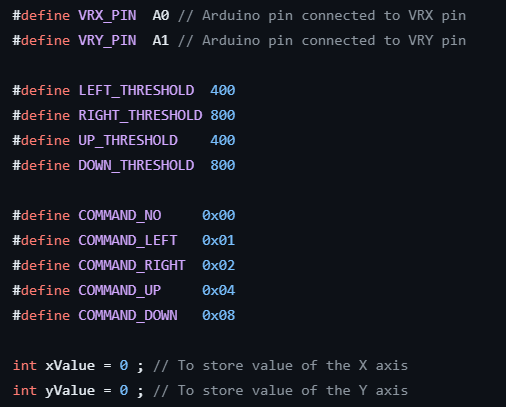 #define VRX_PIN  A0 // Arduino pin connected to VRX pin
#define VRY_PIN  A1 // Arduino pin connected to VRY pin

#define LEFT_THRESHOLD  400
#define RIGHT_THRESHOLD 800
#define UP_THRESHOLD    400
#define DOWN_THRESHOLD  800

#define COMMAND_NO     0x00
#define COMMAND_LEFT   0x01
#define COMMAND_RIGHT  0x02
#define COMMAND_UP     0x04
#define COMMAND_DOWN   0x08

int xValue = 0 ; // To store value of the X axis
int yValue = 0 ; // To store value of the Y axis